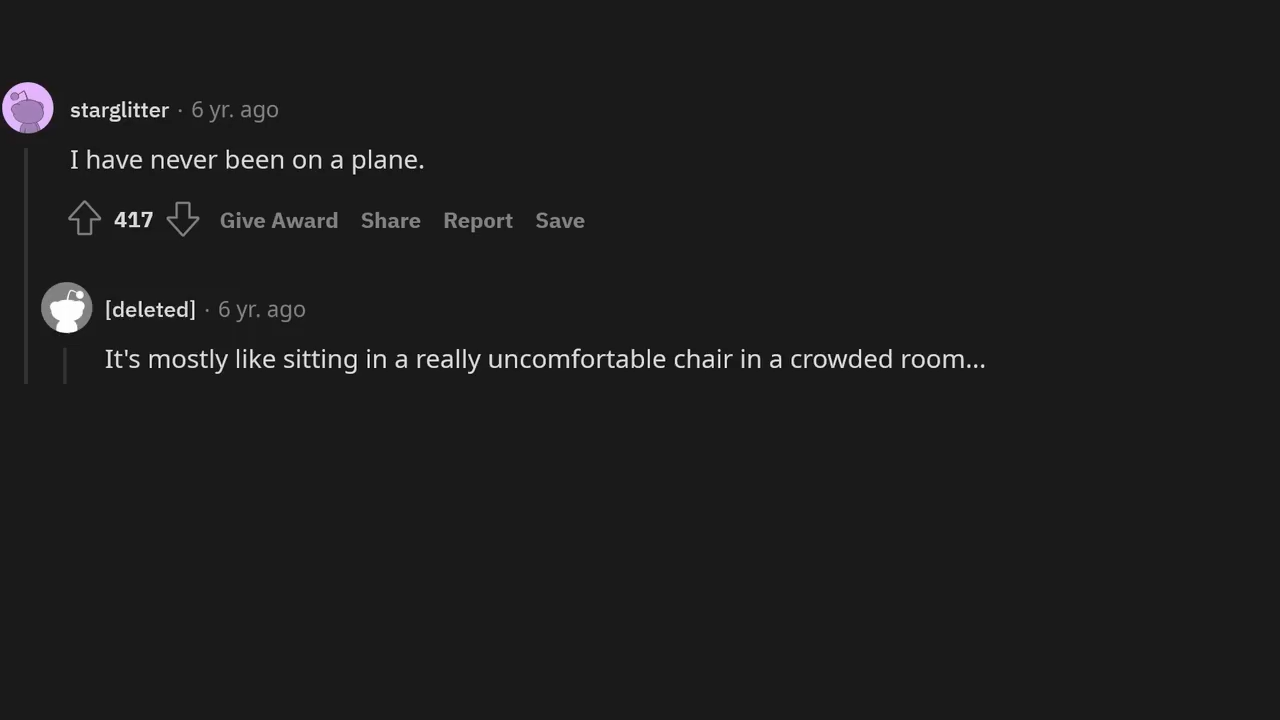 starglitter · 6 yr. ago
I have never been on a plane.
417 Give Award Share Report Save
[deleted] · 6 yr. ago
It's mostly like sitting in a really uncomfortable chair in a crowded room...